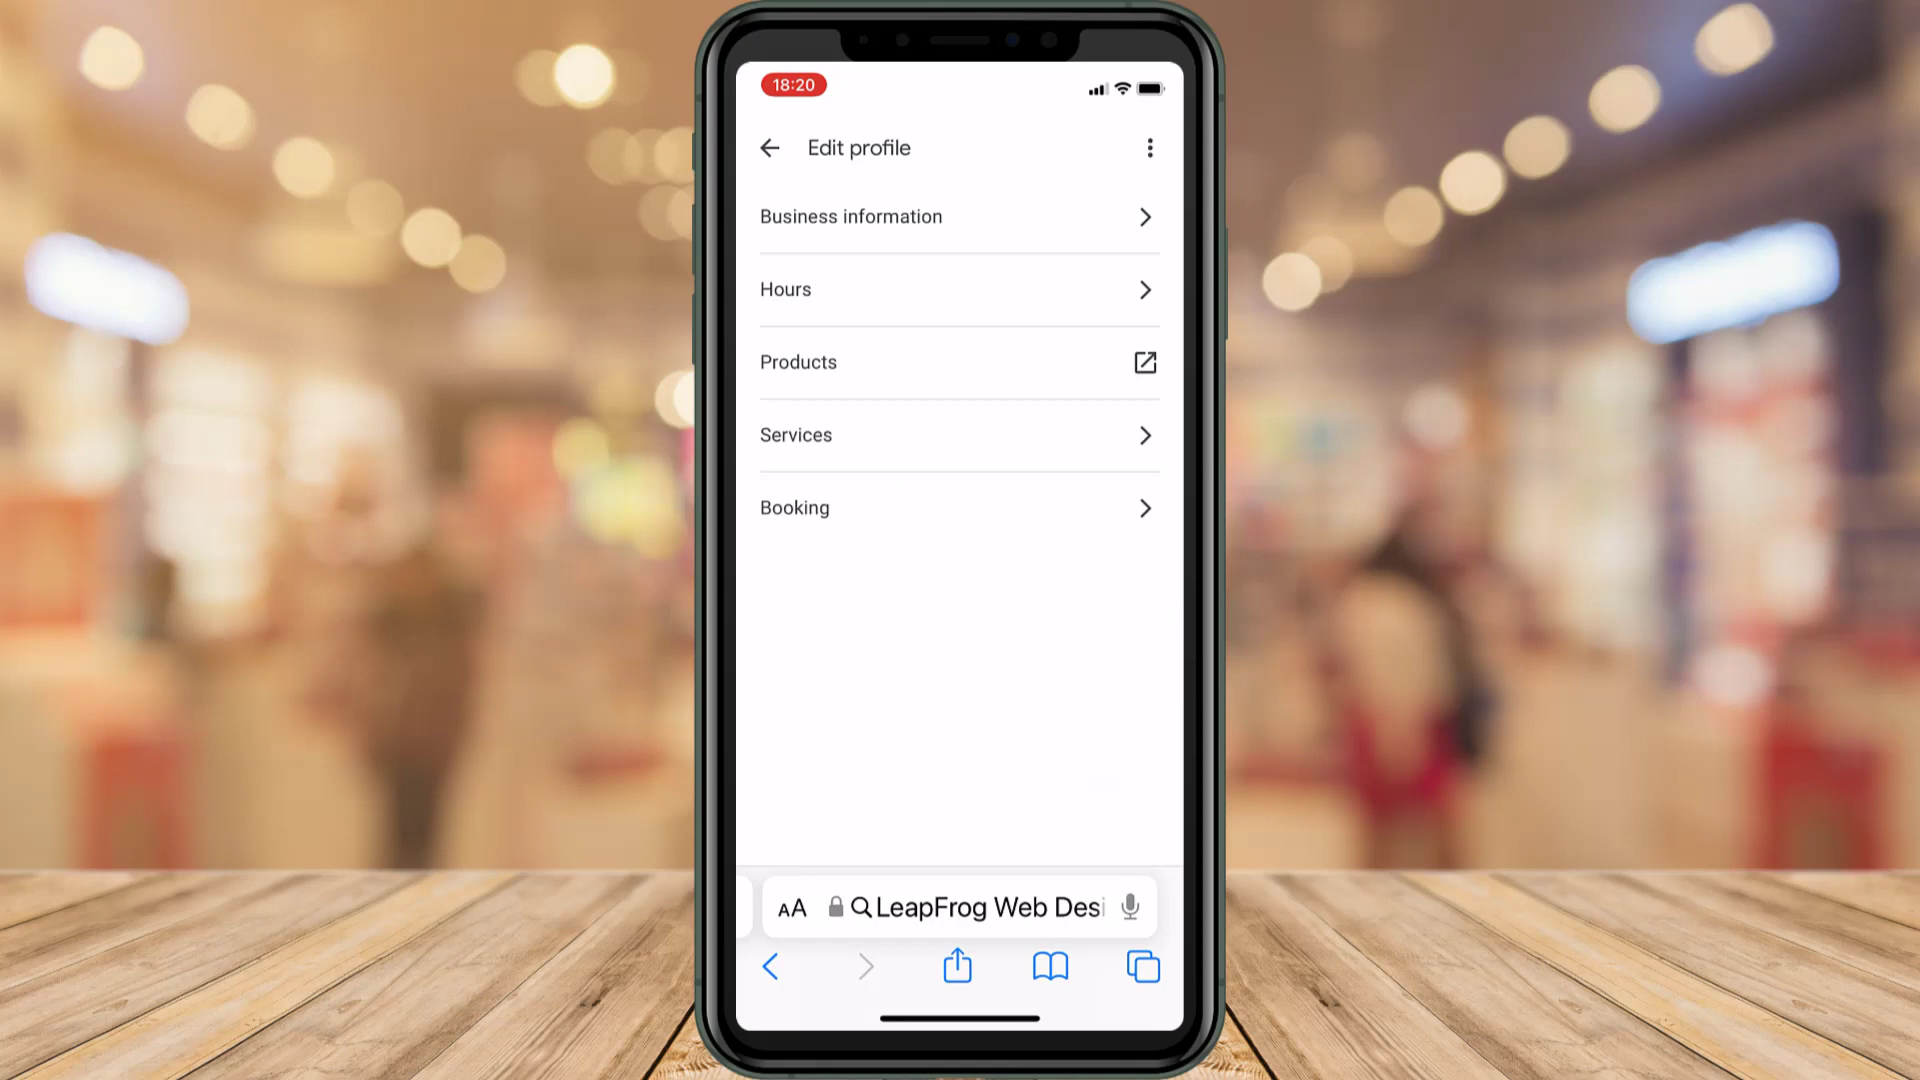 18:20
Edit profile
Business information
Hours
Products
Services
Booking
AA LeapFrog Web Desi